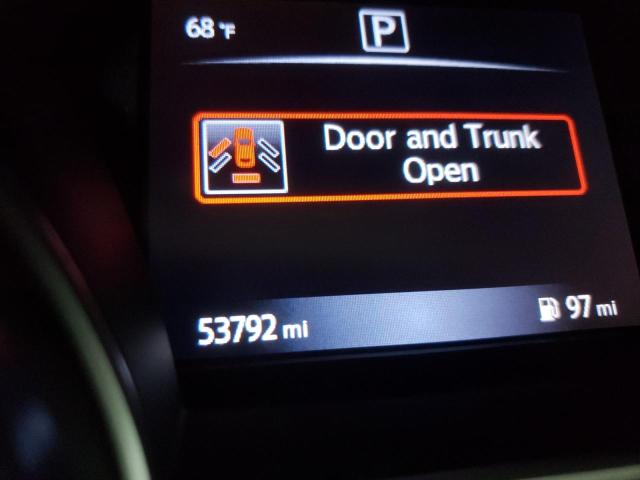 68 °F
P
Door and Trunk
Open
53792 mi
97 mi